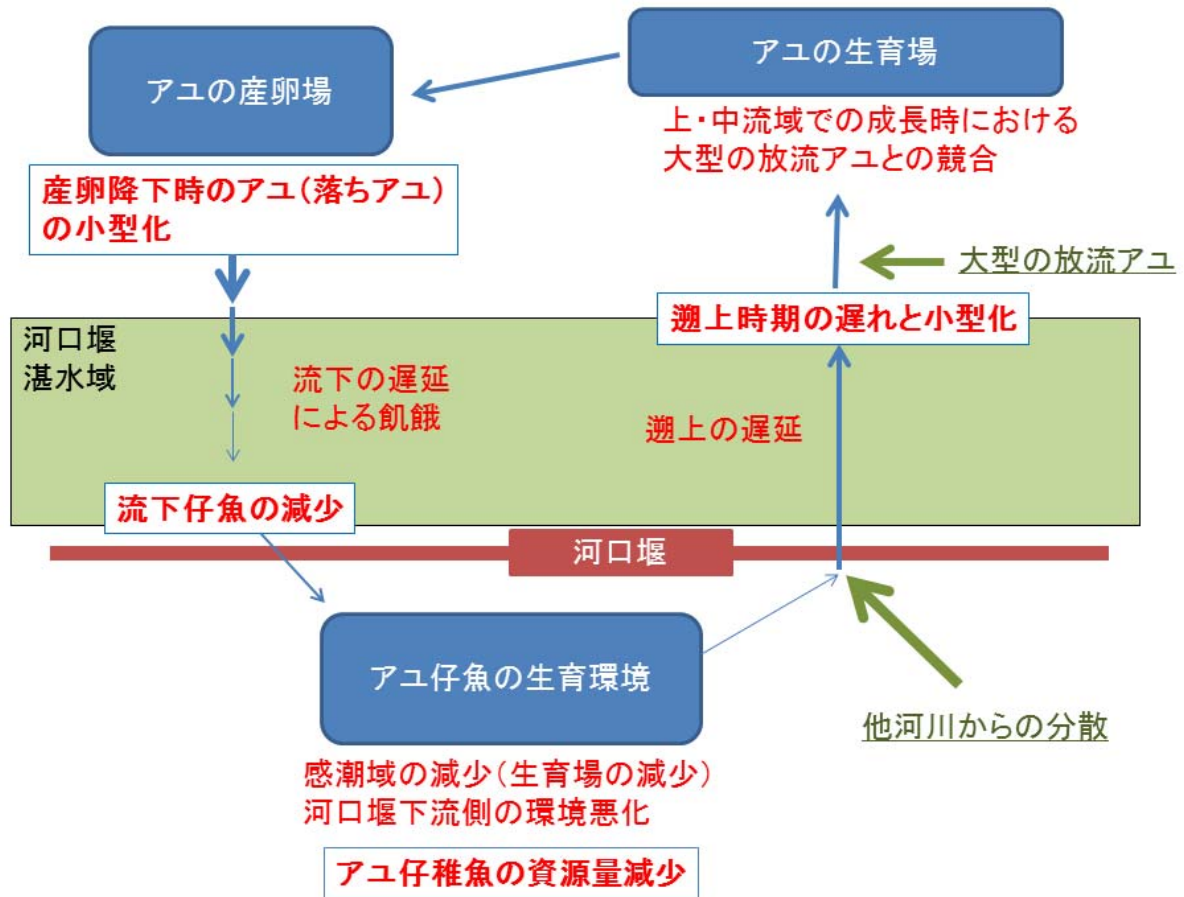 アユの産卵場
アユの生育場
上・中流域での成長時における
大型の放流アユとの競合
産卵降下時のアユ(落ちアユ)
の小型化
大型の放流アユ
遡上時期の遅れと小型化
河口堰
湛水域
流下の遅延
による飢餓
遡上の遅延
流下仔魚の減少
河口堰
アユ仔魚の生育環境
他河川からの分散
感潮域の減少(生育場の減少)
河口堰下流側の環境悪化
アユ仔稚魚の資源量減少